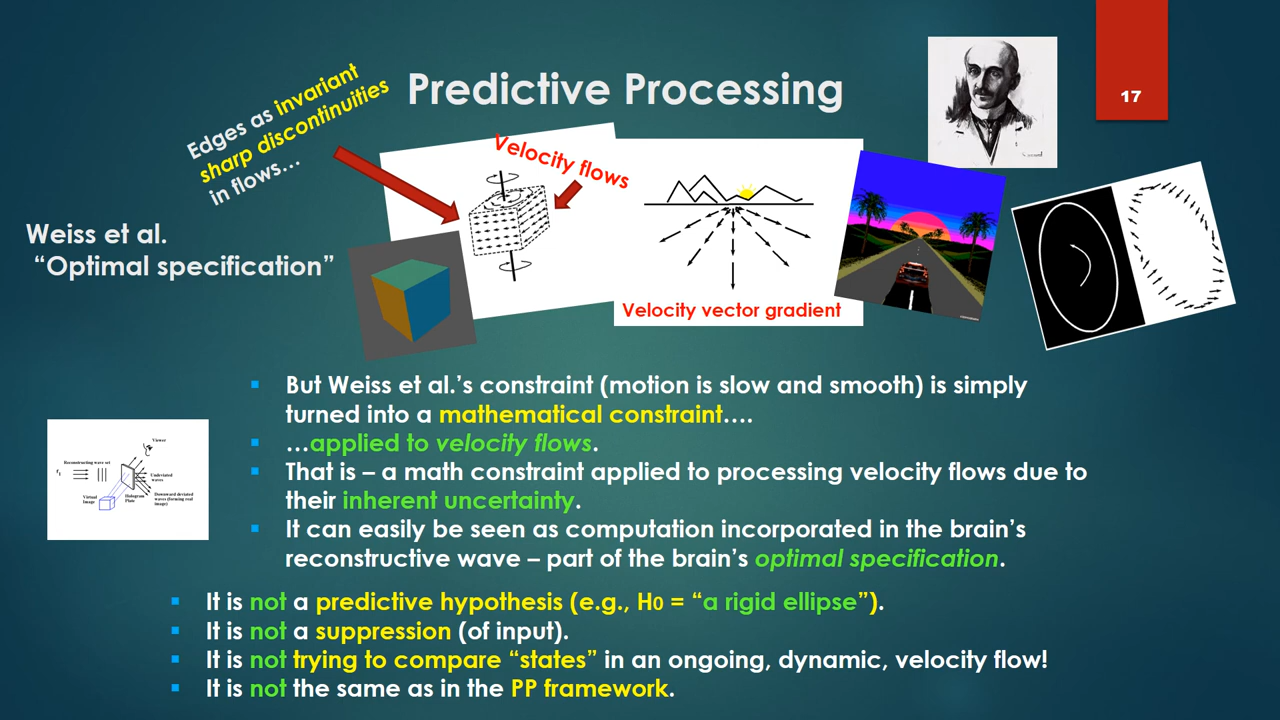 Predictive Processing
17
Edges as invariant
sharp discontinuities
in flows…
Velocity flows
Weiss et al.
“Optimal specification”
Velocity vector gradient
▪ But Weiss et al.’s constraint (motion is slow and smooth) is simply
turned into a mathematical constraint….
▪ …applied to velocity flows.
▪ That is – a math constraint applied to processing velocity flows due to
their inherent uncertainty.
▪ It can easily be seen as computation incorporated in the brain’s
reconstructive wave – part of the brain’s optimal specification.
Viewer
Reconstructing wave set
f1
Undeviated
waves
Virtual
Image
Hologram
Plate
Downward deviated
waves (forming real
image)
▪ It is not a predictive hypothesis (e.g., H0 = “a rigid ellipse”).
▪ It is not a suppression (of input).
▪ It is not trying to compare “states” in an ongoing, dynamic, velocity flow!
▪ It is not the same as in the PP framework.